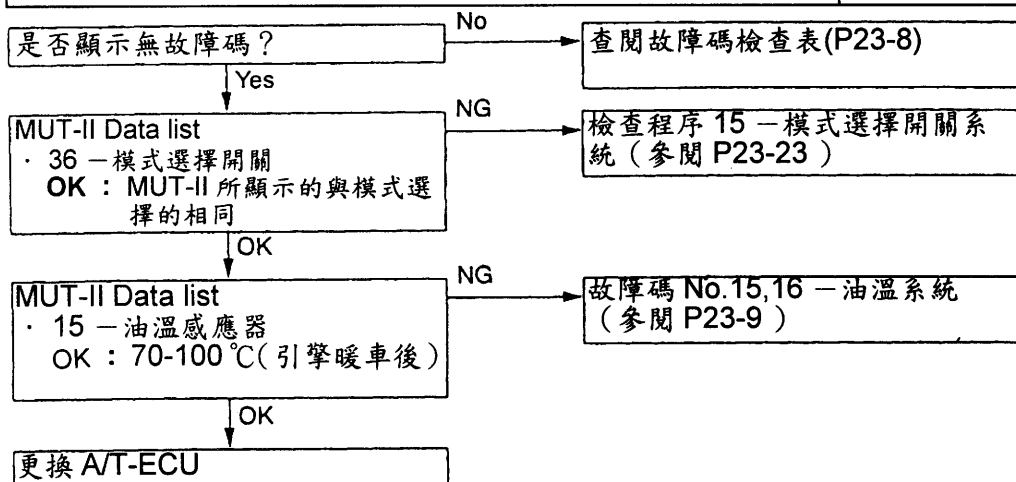 No
是否顯示無故障碼？
查閱故障碼檢查表(P23-8)
Yes
MUT-II Data list
· 36 －模式選擇開關
OK ： MUT-II 所顯示的與模式選
擇的相同
NG
檢查程序 15 －模式選擇開關系
統（參閱 P23-23 ）
OK
MUT-II Data list
· 15 －油溫感應器
OK ： 70-100 ℃(引擎暖車後）
NG
故障碼 No.15,16 －油溫系統
（參閱 P23-9 ）
OK
更換 A/T-ECU